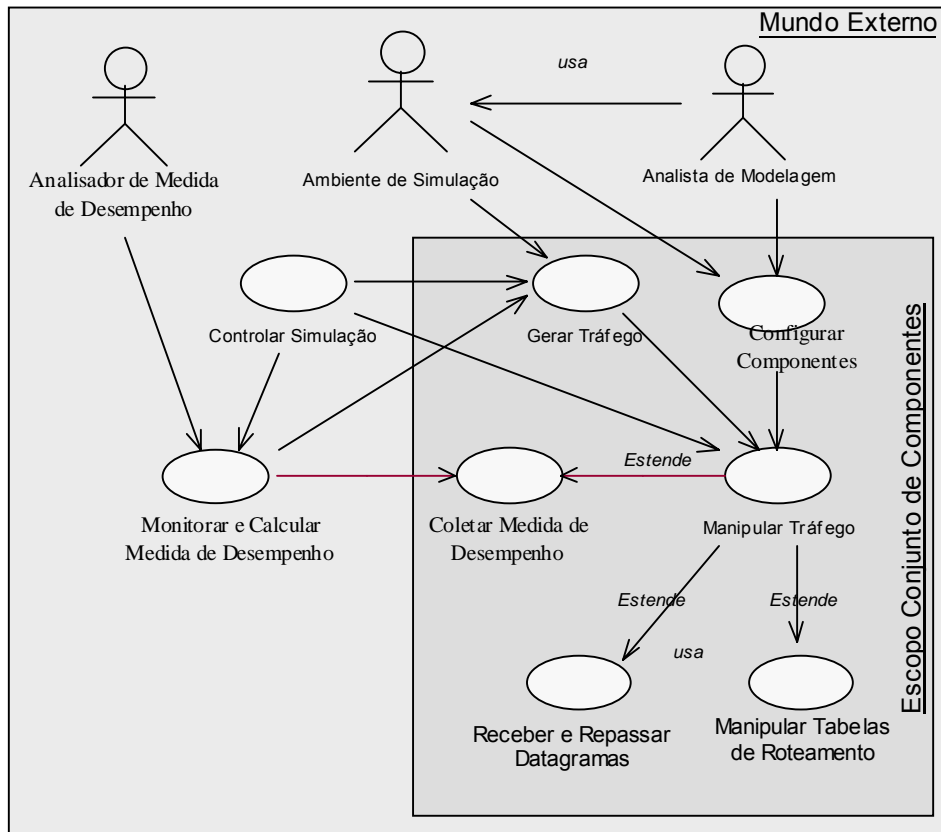 Mundo Externo
usa
Analisador de Medida
de Desempenho
Ambiente de Simulação
Analista de Modelagem
Controlar Simulação
Gerar Tráfego
Configurar
Componentes
Escopo Conjunto de Componentes
Estende
Monitorar e Calcular
Medida de Desempenho
Coletar Medida de
Desempenho
Manipular Tráfego
Estende
Estende
usa
Receber e Repassar
Datagramas
Manipular Tabelas
de Roteamento